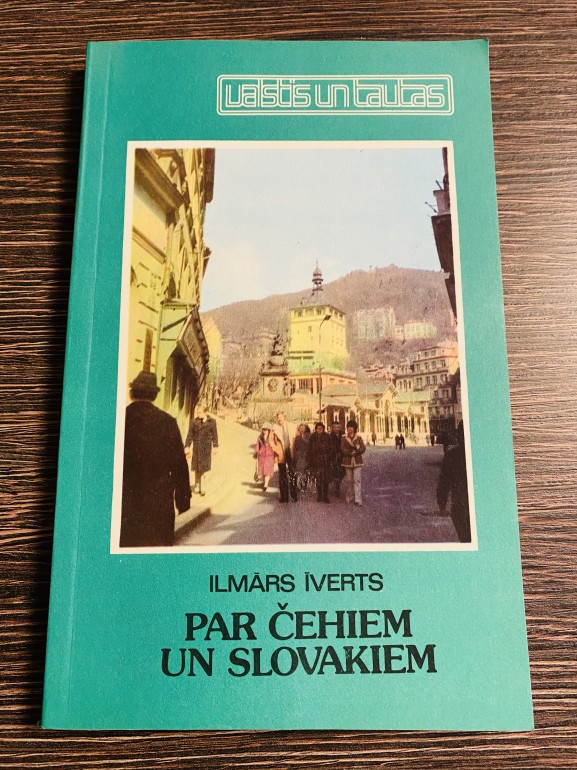 valstis un tautas
ILMĀRS ĪVERTS
PAR ČEHIEM
UN SLOVAKIEM